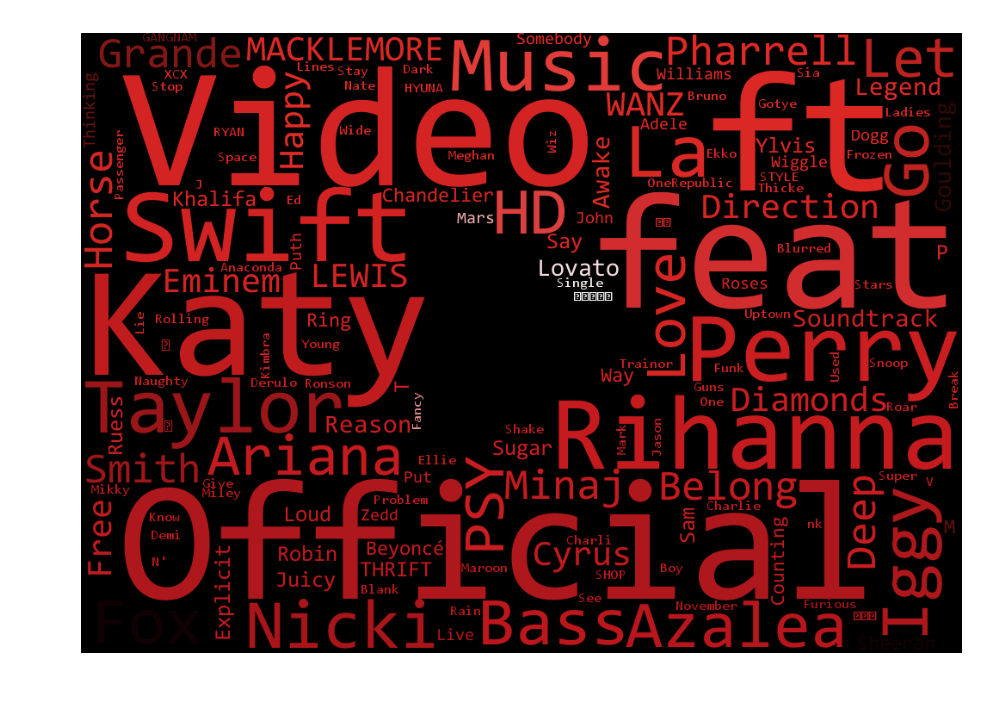 GANGNAM
Grande
MACKLEMORE
Music
Somebody
Pharrell
Let
Thinking
XCX
Stop
Video
Happy
Lines
Stay
Nate
Dark
HYUNA
Williams
Sia
ft
Legend
WANZ
Bruno
Gotye
Ladies
Adele
La
Go
Goulding
Passenger
RYAN
Space
Wide
Meghan
Wiz
Awake
Ekko
Ylvis
Wiggle
Dogg
Frozen
STYLE
Thicke
OneRepublic
Horse
J
Khalifa
Ed
Chandelier
Swift
Mars
HD
John
feat
Direction
Puth
Say
Blurred
P
Anaconda
Eminem
LEWIS
Lovato
Single
Love
Roses
Stars
Katy
Lie
Rolling
Ring
Young
Kimbra
Uptown
Soundtrack
Perry
Trainor
Way
Funk
Used
Snoop
Naughty
Derulo
Ronson
T
Fancy
Guns
One
Diamonds
Roar
Break
Taylor
Ruess
Reason
Shake
Sugar
Rihanna
Mark
Jason
Smith
Ariana
Ellie
Put
PSY
Minaj
Belong
Super
V
Mikky
Give
Miley
Problem
Free
Official
Know
Demi
N'
Loud
Zedd
Sam
Charlie
nk
Deep
Iggy
M
Explicit
Robin
Juicy
Beyoncé
THRIFT
Blank
Maroon
Charli
Cyrus
SHOP
Boy
Counting
See
Fox
Nicki
Rain
Live
Bass
November
Azalea
Furious
Sheeran